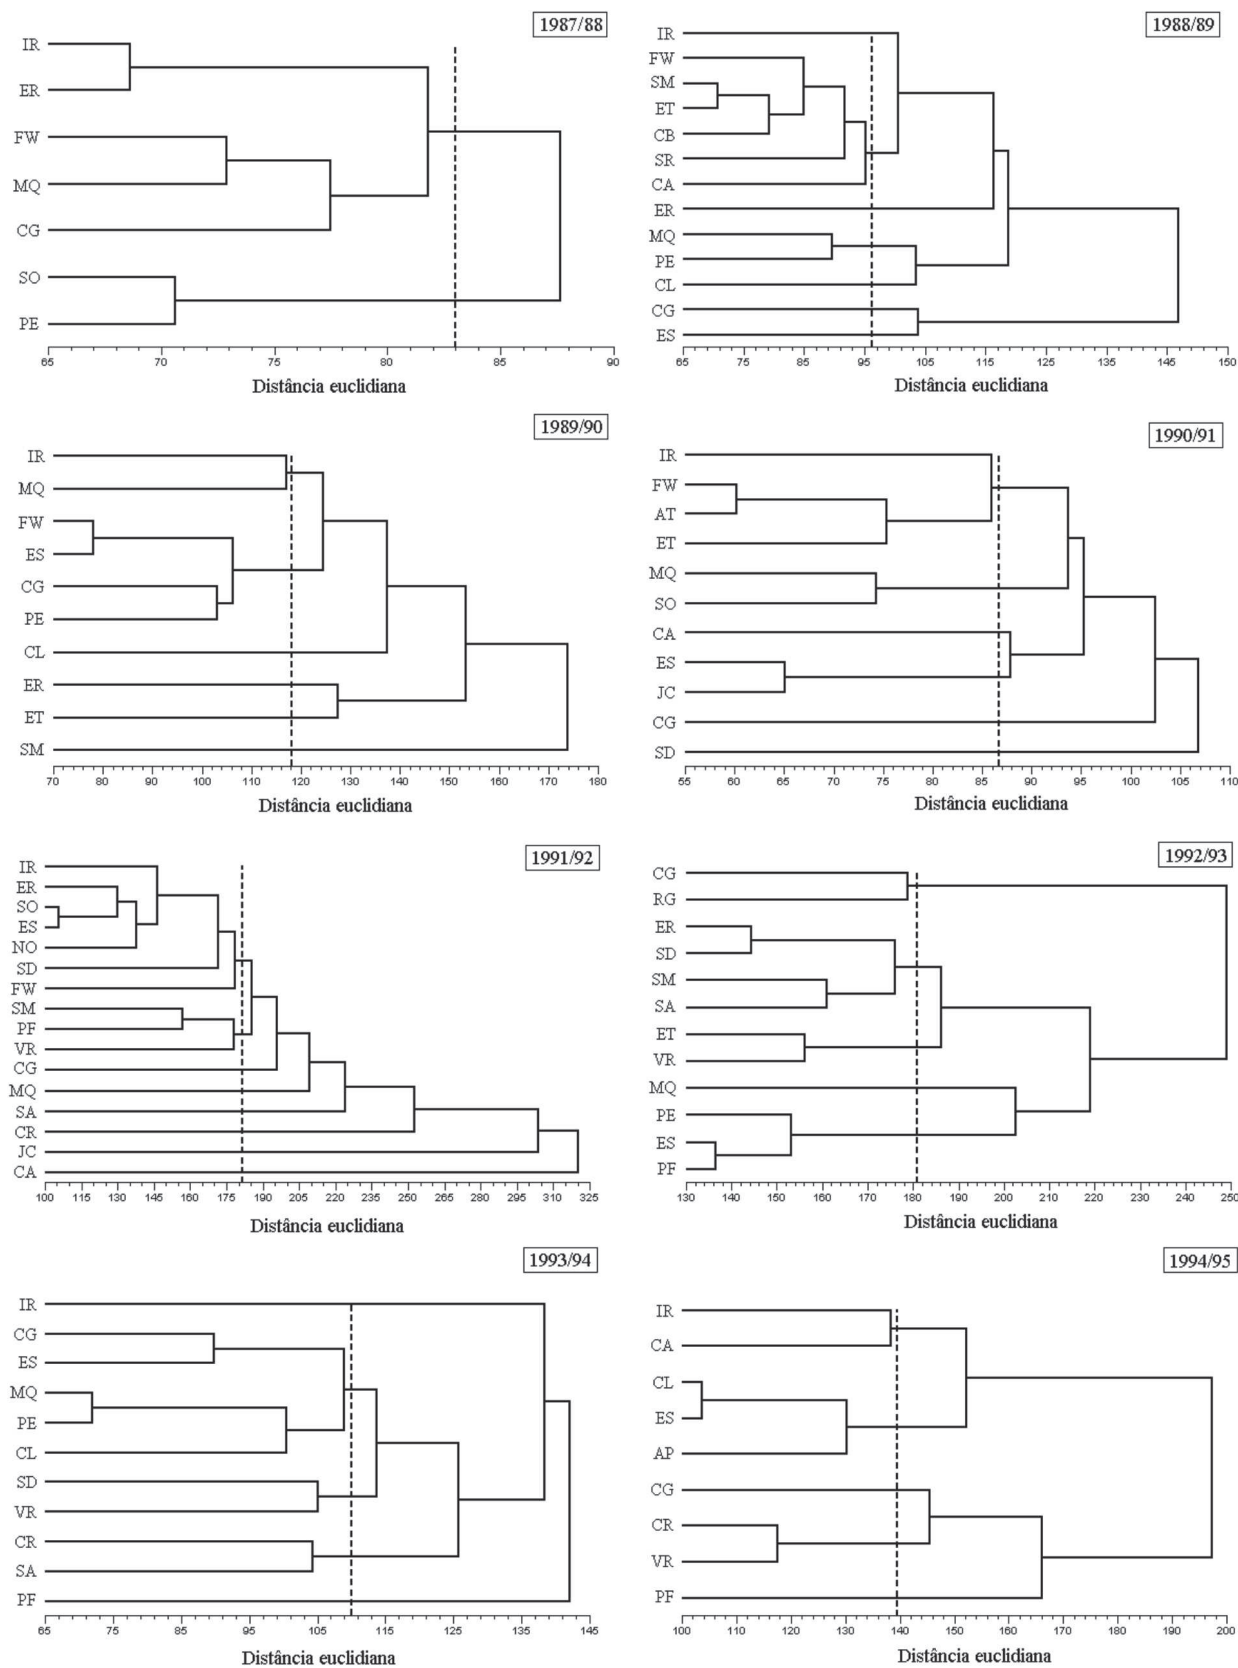 1987/88
IR
ER
FW
MQ
CG
SO
PE
65 70 75 80 85 90
Distância euclidiana
1988/89
IR
FW
SM
ET
CB
SR
CA
ER
MQ
PE
CL
CG
ES
65 75 85 95 105 115 125 135 145 150
Distância euclidiana
1989/90
IR
MQ
FW
ES
CG
PE
CL
ER
ET
SM
70 80 90 100 110 120 130 140 150 160 170 180
Distância euclidiana
1990/91
IR
FW
AT
ET
MQ
SO
CA
ES
JC
CG
SD
55 60 65 70 75 80 85 90 95 100 105 110
Distância euclidiana
1991/92
IR
ER
SO
ES
NO
SD
FW
SM
PF
VR
CG
MQ
SA
CR
JC
CA
100 115 130 145 160 175 190 205 220 235 250 265 280 295 310 325
Distância euclidiana
1992/93
CG
RG
ER
SD
SM
SA
ET
VR
MQ
PE
ES
PF
130 140 150 160 170 180 190 200 210 220 230 240 250
Distância euclidiana
1993/94
IR
CG
ES
MQ
PE
CL
SD
VR
CR
SA
PF
65 75 85 95 105 115 125 135 145
Distância euclidiana
1994/95
IR
CA
CL
ES
AP
CG
CR
VR
PF
100 110 120 130 140 150 160 170 180 190 200
Distância euclidiana